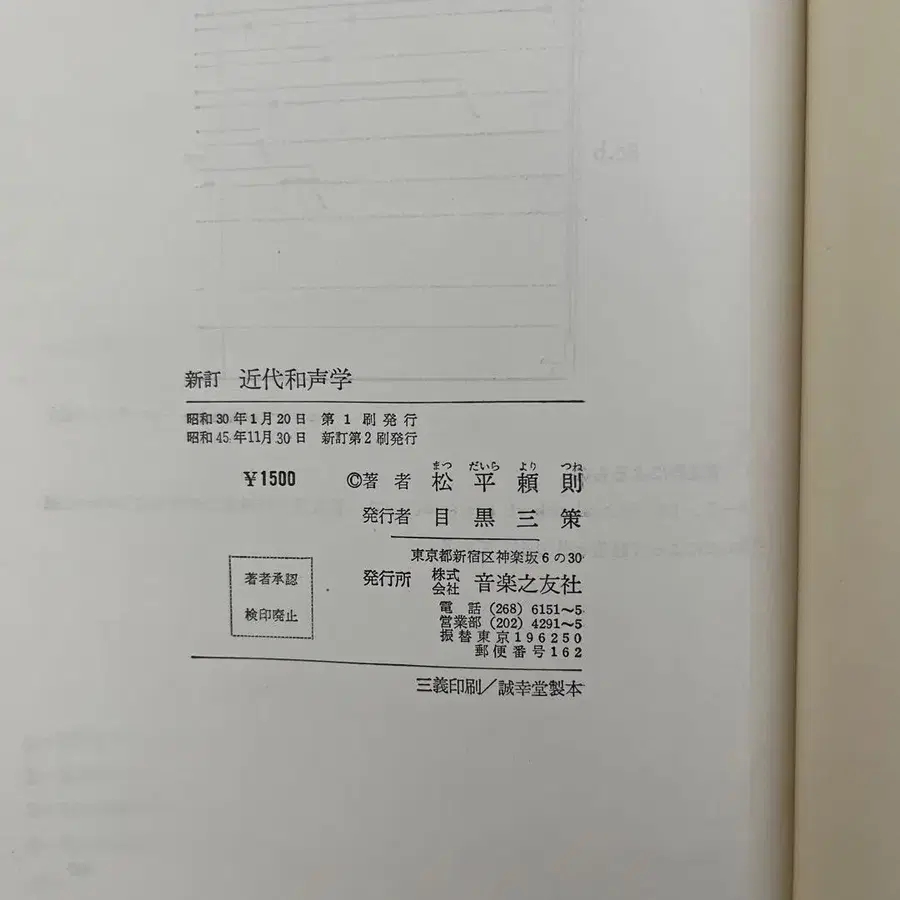 新訂 近代和声学
昭和30年1月20日 第1刷発行
昭和45年11月30日 新訂第2刷発行
¥1500 ©著者 松平頼則
まつ だいら より つね
発行者 目黒三策
東京都新宿区神楽坂6の30
発行所 株式会社 音楽之友社
電話 (268) 6151~5
営業部 (202) 4291~5
振替東京196250
郵便番号162
著者承認
検印廃止
三義印刷/誠幸堂製本